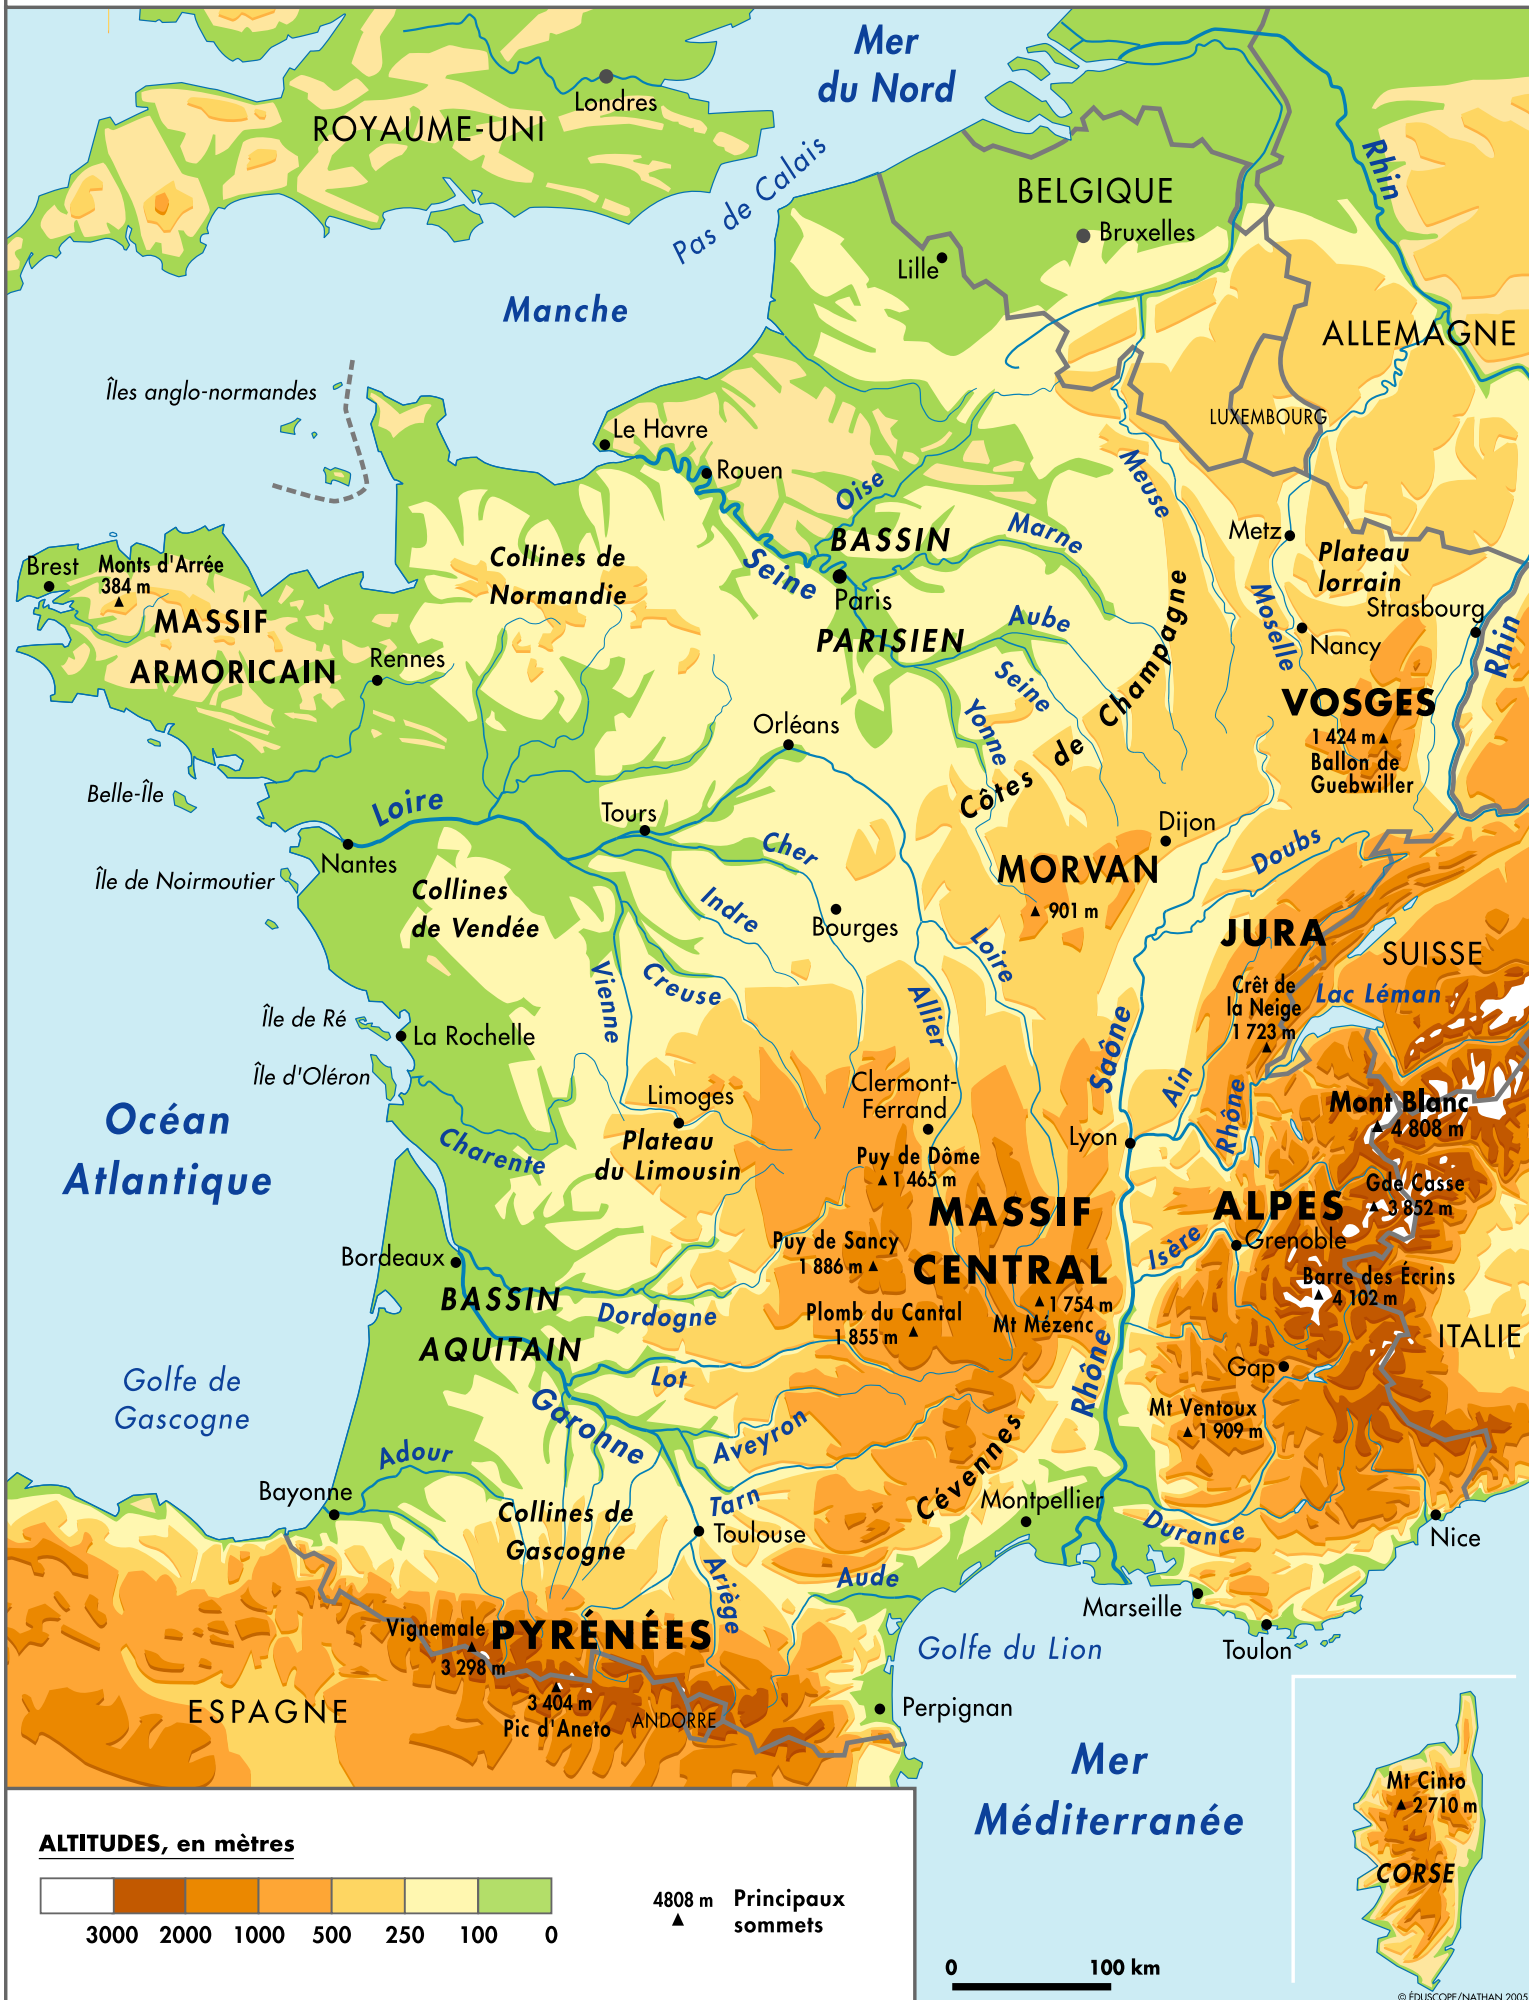 Mer
du Nord
Londres
ROYAUME-UNI
Pas de Calais
Rhin
BELGIQUE
Bruxelles
Lille
Manche
ALLEMAGNE
Îles anglo-normandes
LUXEMBOURG
Le Havre
Rouen
Oise
Meuse
BASSIN
Marne
Metz
Plateau
lorrain
Collines de
Normandie
Seine
Paris
Brest
Monts d'Arrée
384 m
MASSIF
ARMORICAIN
Rennes
PARISIEN
Aube
Moselle
Strasbourg
Nancy
Rhin
Seine
Yonne
Côtes de Champagne
VOSGES
1 424 m
Ballon de
Guebwiller
Orléans
Belle-Île
Loire
Tours
Cher
Dijon
Doubs
Nantes
Île de Noirmoutier
Collines
de Vendée
Indre
Bourges
MORVAN
901 m
JURA
SUISSE
Loire
Vienne
Creuse
Allier
Crêt de
la Neige
1 723 m
Lac Léman
Île de Ré
La Rochelle
Île d'Oléron
Saône
Ain
Rhône
Océan
Atlantique
Charente
Limoges
Plateau
du Limousin
Clermont-
Ferrand
Puy de Dôme
1 465 m
Lyon
Mont Blanc
4 808 m
Gde Casse
3 852 m
MASSIF
CENTRAL
ALPES
Grenoble
Isère
Bordeaux
Puy de Sancy
1 886 m
Barre des Écrins
4 102 m
BASSIN
AQUITAIN
Dordogne
Plomb du Cantal
1 855 m
1 754 m
Mt Mézenc
Rhône
ITALIE
Golfe de
Gascogne
Lot
Gap
Garonne
Aveyron
Mt Ventoux
1 909 m
Adour
Cévennes
Bayonne
Collines de
Gascogne
Tarn
Toulouse
Montpellier
Durance
Nice
Ariège
Aude
Marseille
Toulon
Vignemale
3 298 m
PYRÉNÉES
Golfe du Lion
ESPAGNE
3 404 m
Pic d'Aneto
ANDORRE
Perpignan
Mer
Méditerranée
Mt Cinto
2 710 m
CORSE
ALTITUDES, en mètres
3000 2000 1000 500 250 100 0
4808 m
Principaux
sommets
0 100 km
© ÉDUSCOPE/NATHAN 2005